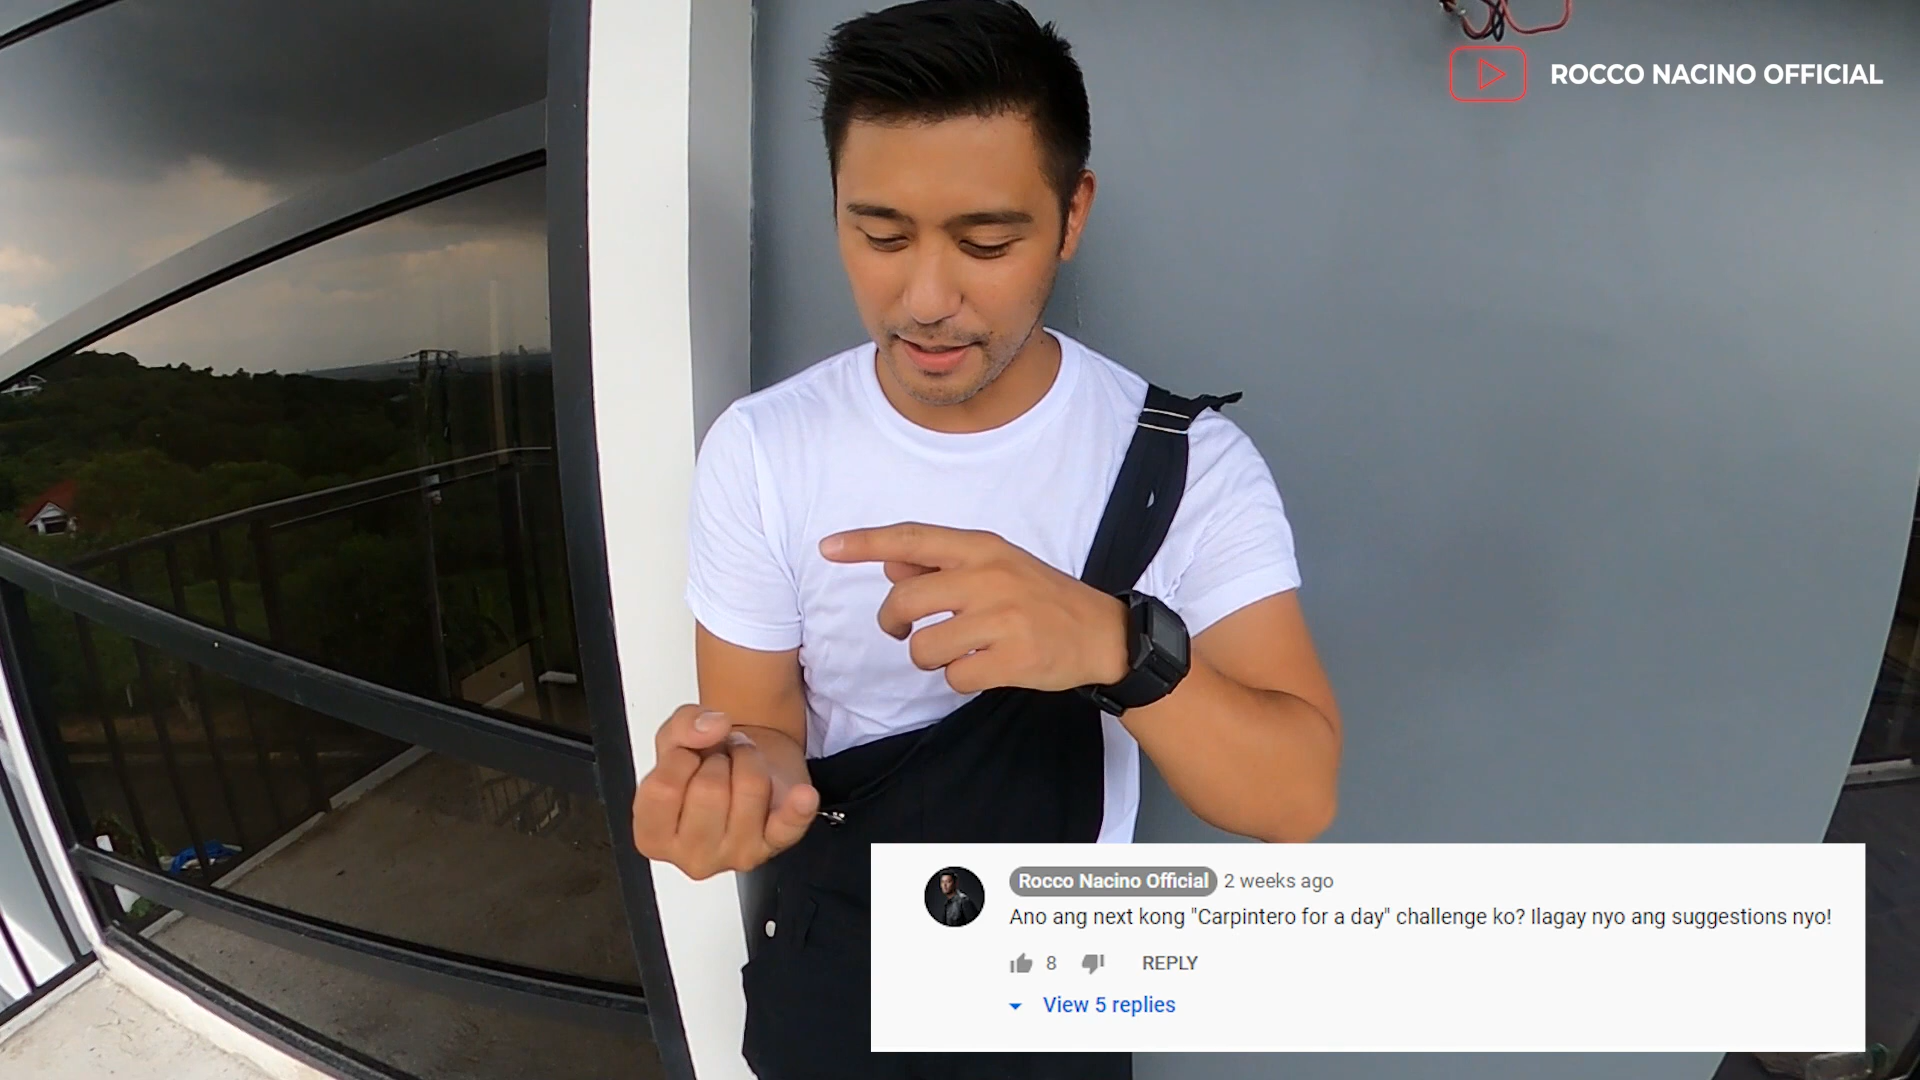 ROCCO NACINO OFFICIAL
Rocco Nacino Official 2 weeks ago
Ano ang next kong "Carpintero for a day" challenge ko? Ilagay nyo ang suggestions nyo!
8 REPLY
View 5 replies